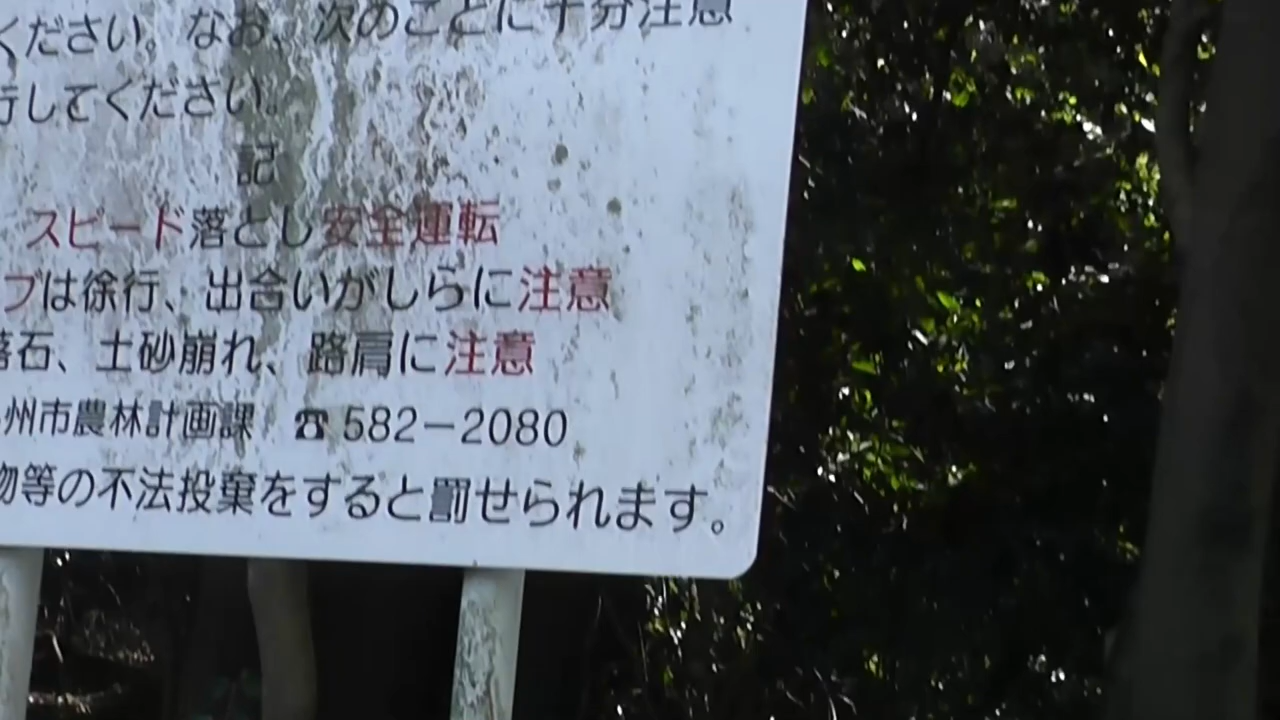 ください。なお、次のことに十分注意
行してください。
記
スピード落とし安全運転
ブは徐行、出合いがしらに注意
落石、土砂崩れ、路肩に注意
州市農林計画課 ☎582-2080
物等の不法投棄をすると罰せられます。